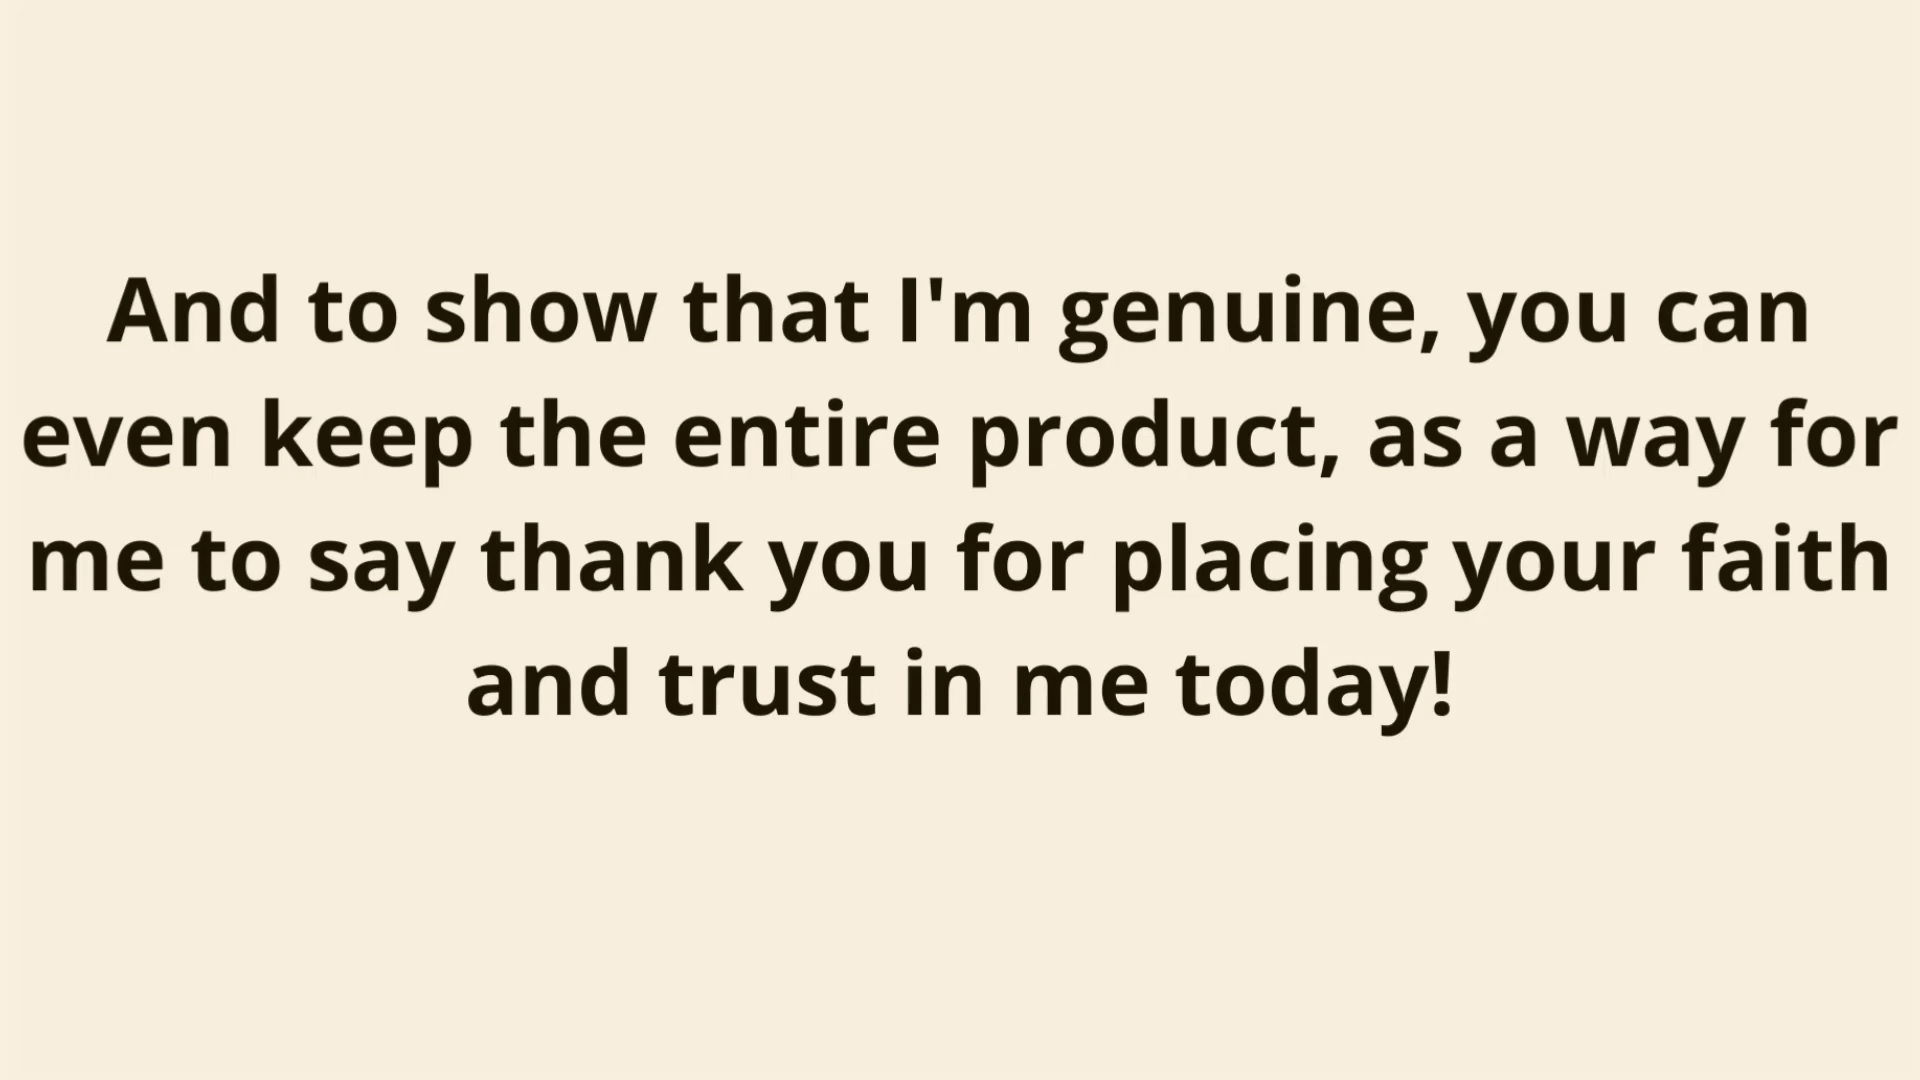 And to show that I'm genuine, you can
even keep the entire product, as a way for
me to say thank you for placing your faith
and trust in me today!